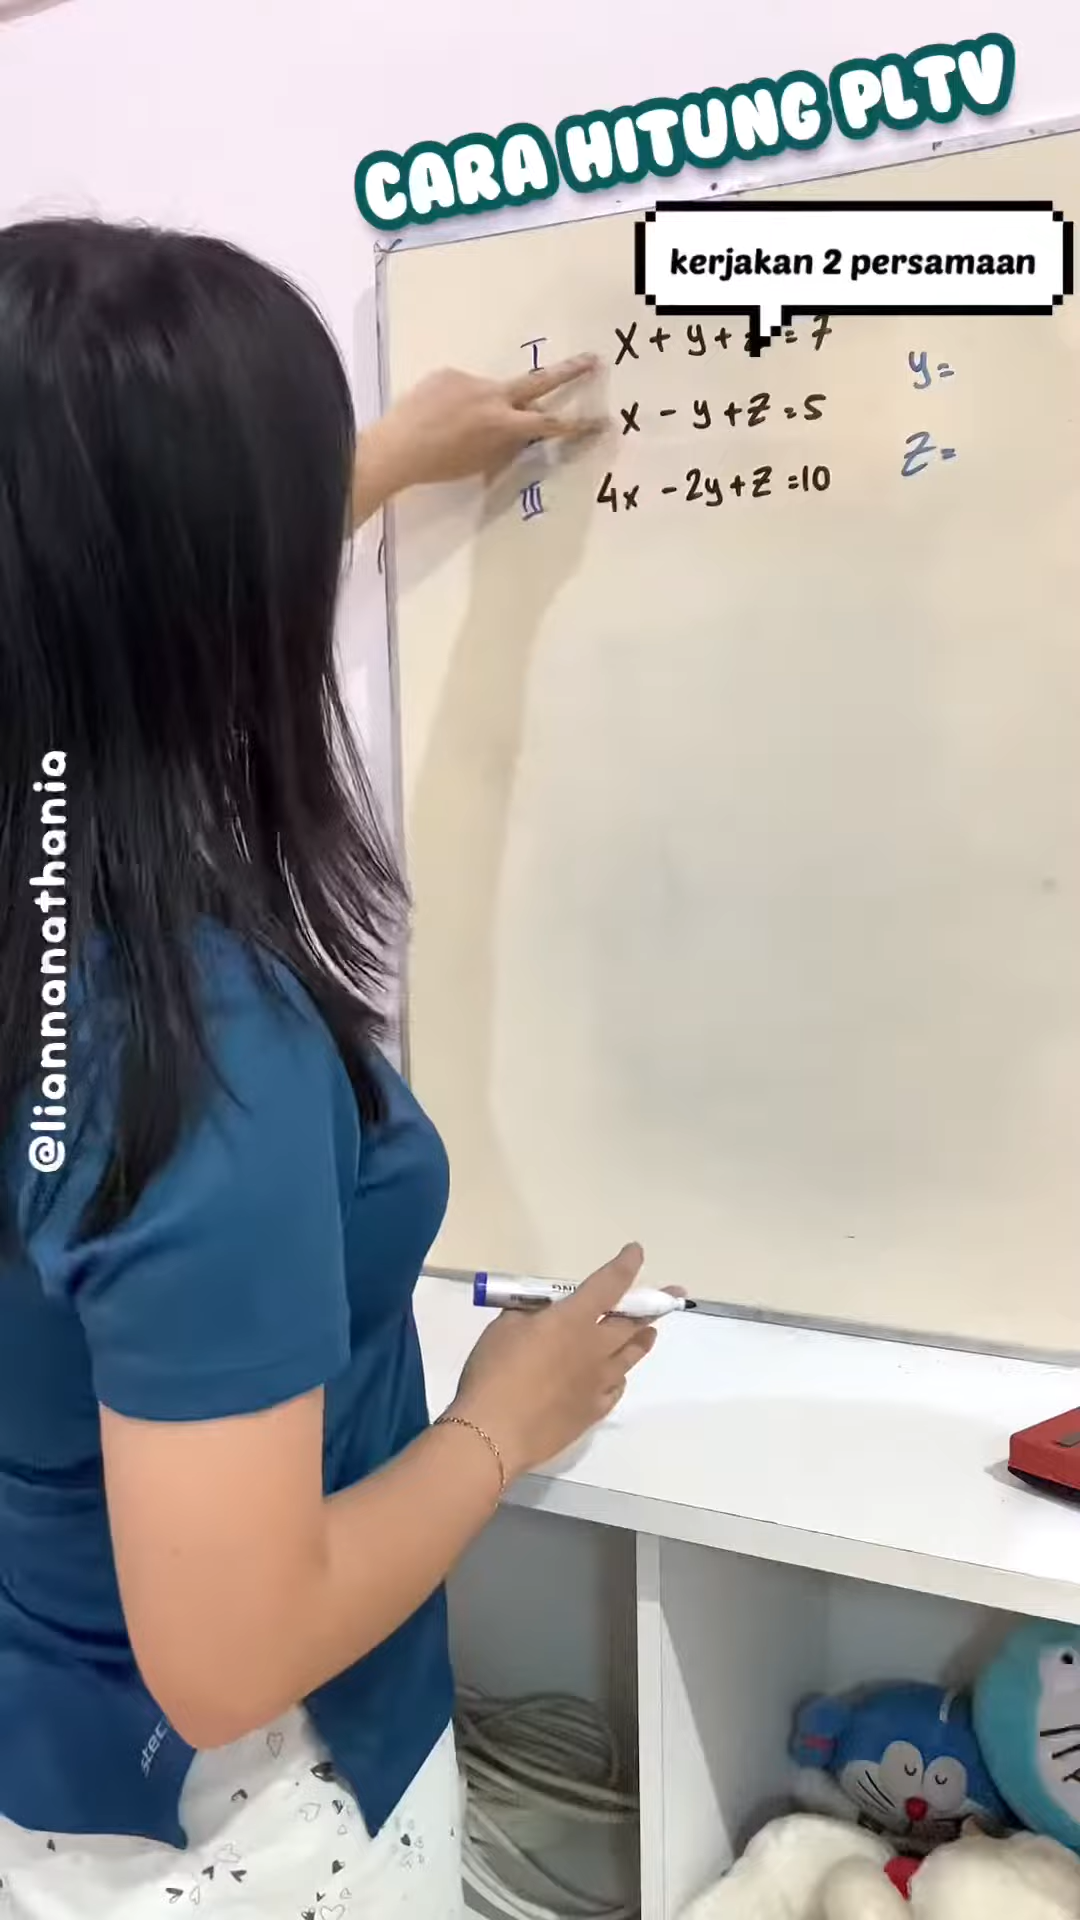 CARA HITUNG PLTV
kerjakan 2 persamaan
I x + y + z = 7
x - y + z = 5
III 4x - 2y + z = 10
y =
z =
@liannanathania